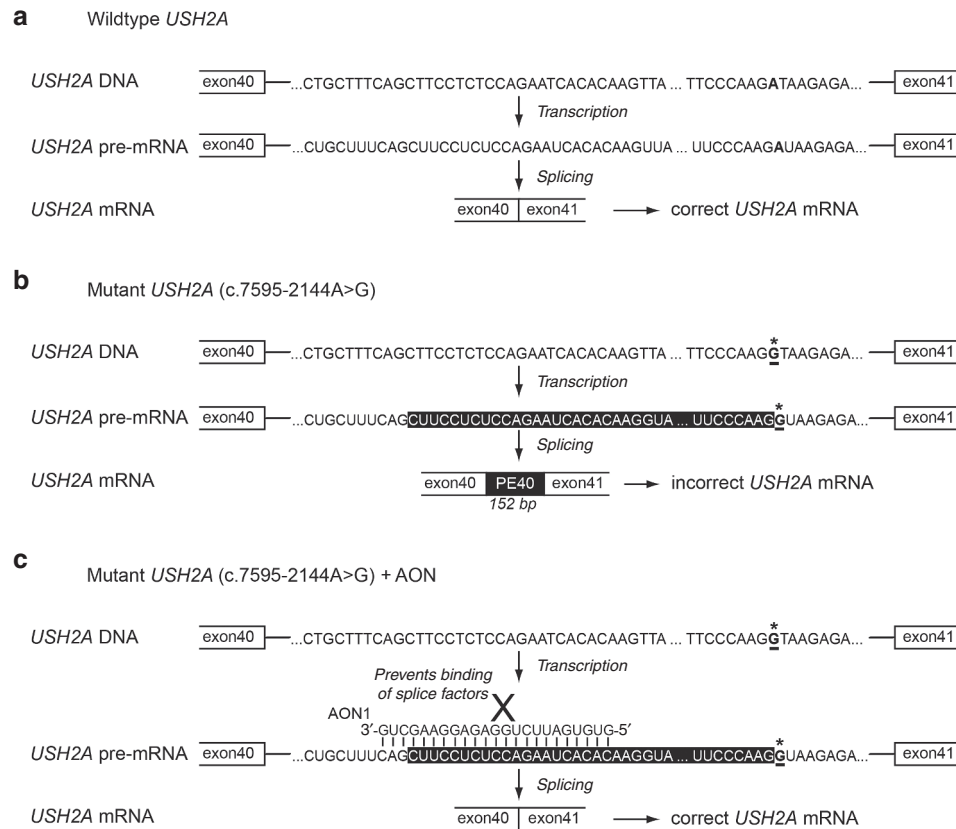 a Wildtype USH2A
USH2A DNA exon40 ...CTGCTTTCAGCTTCCTCTCCAGAATCACACAAGTTA ... TTCCCAAGATAAGAGA... exon41
Transcription
USH2A pre-mRNA exon40 ...CUGCUUUCAGCUUCCUCUCCAGAAUCACACAAGUUA ... UUCCCAAGAUAAGAGA... exon41
Splicing
USH2A mRNA exon40 exon41 correct USH2A mRNA
b Mutant USH2A (c.7595-2144A>G)
*
USH2A DNA exon40 ...CTGCTTTCAGCTTCCTCTCCAGAATCACACAAGTTA ... TTCCCAAGGTAAGAGA... exon41
Transcription
*
USH2A pre-mRNA exon40 ...CUGCUUUCAGCUUCCUCUCCAGAAUCACACAAGGUA ... UUCCCAAGGUAAGAGA... exon41
Splicing
USH2A mRNA exon40 PE40 exon41 incorrect USH2A mRNA
152 bp
c Mutant USH2A (c.7595-2144A>G) + AON
*
USH2A DNA exon40 ...CTGCTTTCAGCTTCCTCTCCAGAATCACACAAGTTA ... TTCCCAAGGTAAGAGA... exon41
Transcription
Prevents binding
of splice factors X
AON1
3′-GUCGAAGGAGAGGUCUUAGUGUG-5′
*
USH2A pre-mRNA exon40 ...CUGCUUUCAGCUUCCUCUCCAGAAUCACACAAGGUA ... UUCCCAAGGUAAGAGA... exon41
Splicing
USH2A mRNA exon40 exon41 correct USH2A mRNA